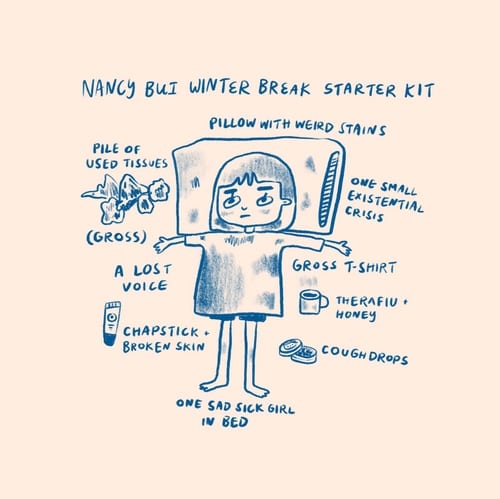 NANCY BUI WINTER BREAK STARTER KIT
PILLOW WITH WEIRD STAINS
PILE OF
USED TISSUES
(GROSS)
ONE SMALL
EXISTENTIAL
CRISIS
A LOST
VOICE
GROSS T-SHIRT
THERAFLU +
HONEY
CHAPSTICK +
BROKEN SKIN
COUGH DROPS
ONE SAD SICK GIRL
IN BED